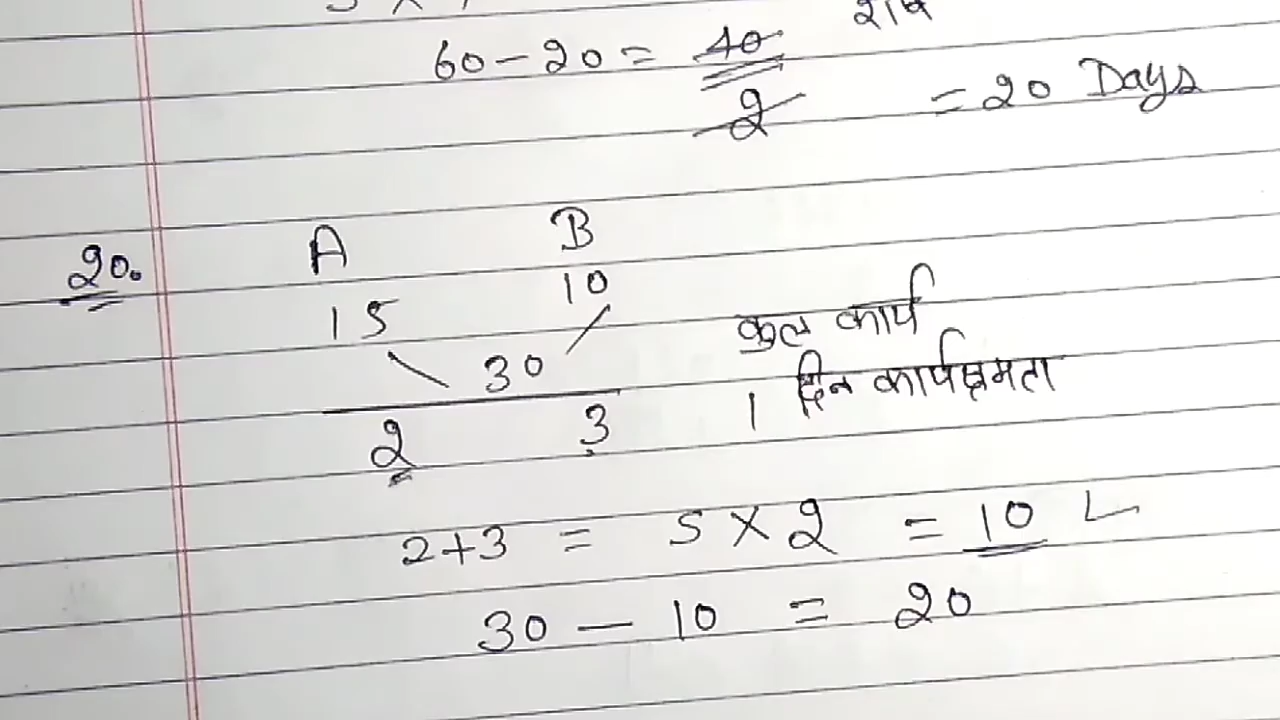 60 - 20 = 40
2
= 20 Days
20. A B
15 10
30 कुल कार्य
2 3 1 दिन कार्यक्षमता
2+3 = 5 × 2 = 10
30 - 10 = 20